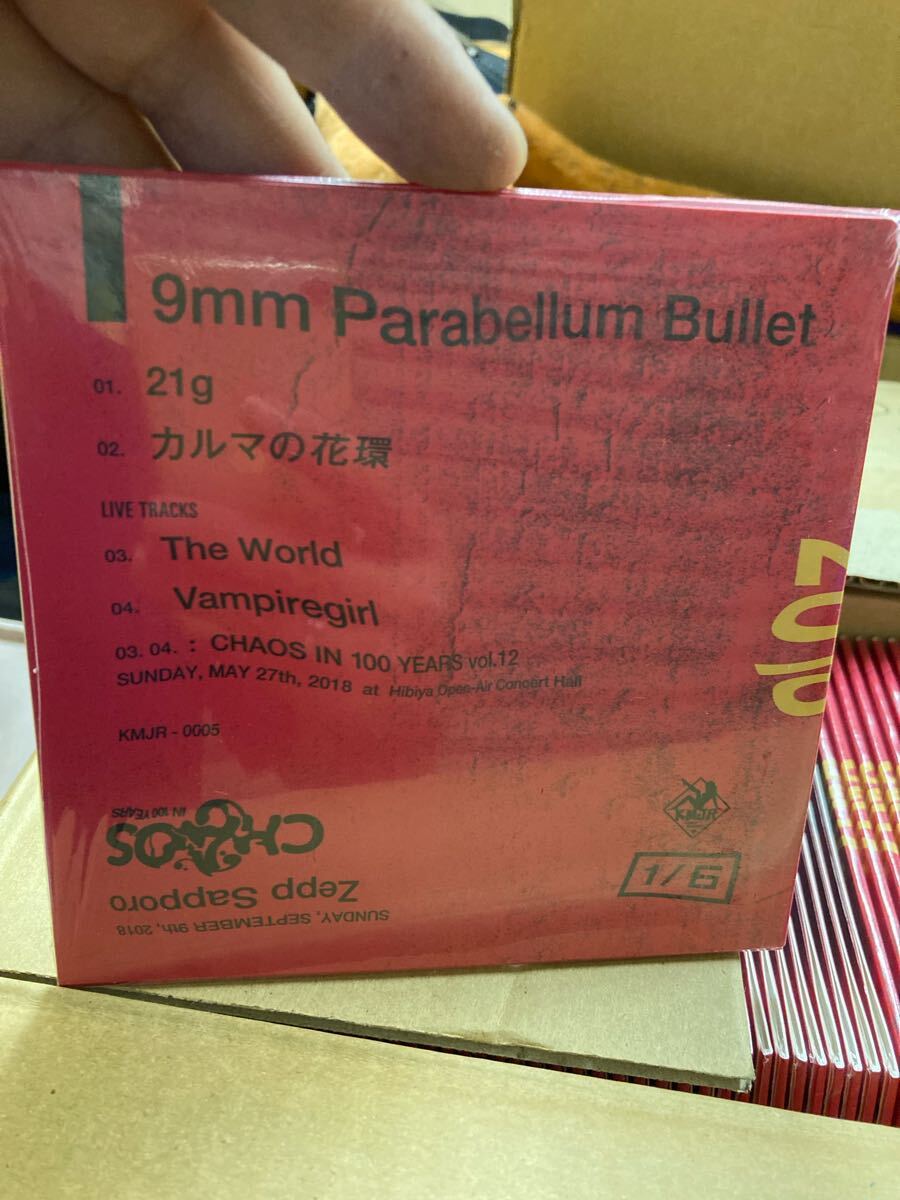 9mm Parabellum Bullet
01. 21g
02. カルマの花環
LIVE TRACKS
03. The World
04. Vampiregirl
03. 04. : CHAOS IN 100 YEARS vol.12
SUNDAY, MAY 27th, 2018 at Hibiya Open-Air Concert Hall
KMJR - 0005
CHAOS
IN 100 YEARS
Zepp Sapporo
SUNDAY, SEPTEMBER 9th, 2018
KMJR
1/6